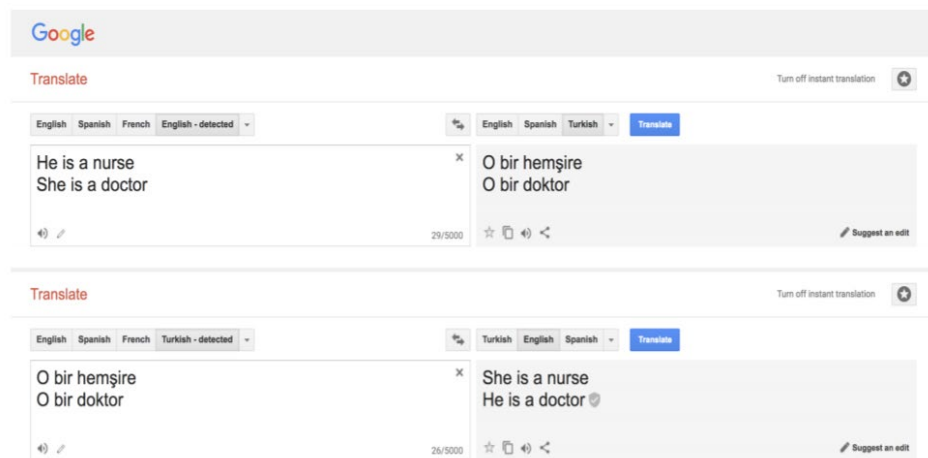 Google
Translate
Turn off instant translation
English Spanish French English - detected
English Spanish Turkish Translate
He is a nurse
She is a doctor
O bir hemşire
O bir doktor
29/5000
Suggest an edit
Translate
Turn off instant translation
English Spanish French Turkish - detected
Turkish English Spanish Translate
O bir hemşire
O bir doktor
She is a nurse
He is a doctor
26/5000
Suggest an edit